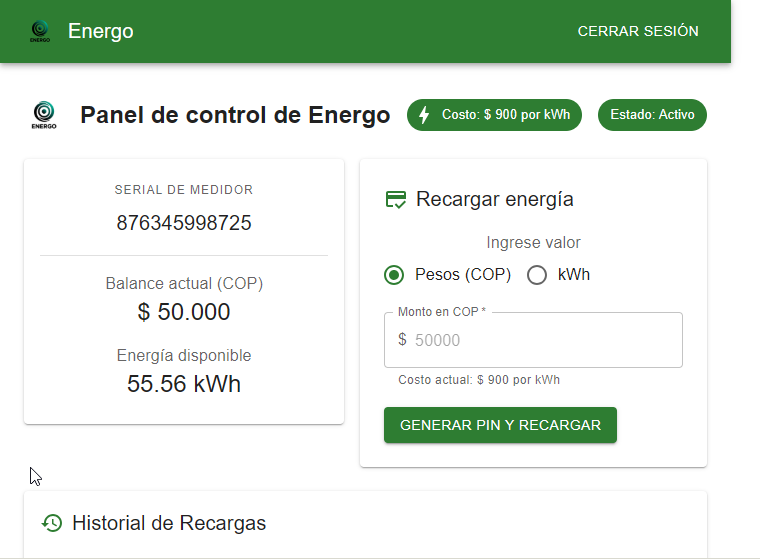 ENERGO
Energo
CERRAR SESIÓN
ENERGO
Panel de control de Energo
Costo: $ 900 por kWh
Estado: Activo
SERIAL DE MEDIDOR
876345998725
Balance actual (COP)
$ 50.000
Energía disponible
55.56 kWh
Recargar energía
Ingrese valor
Pesos (COP)
kWh
Monto en COP *
$ 50000
Costo actual: $ 900 por kWh
GENERAR PIN Y RECARGAR
Historial de Recargas